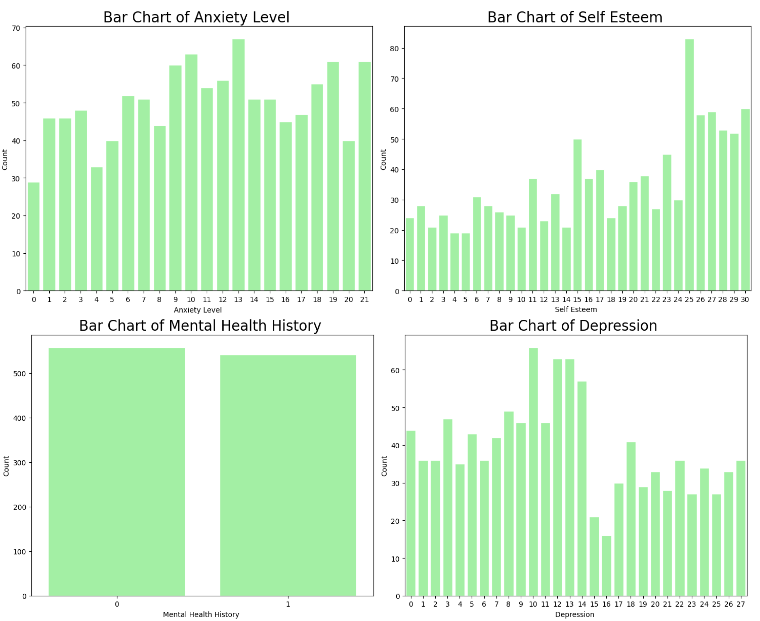 Bar Chart of Anxiety Level
70
60
50
40
30
20
10
0
Count
0 1 2 3 4 5 6 7 8 9 10 11 12 13 14 15 16 17 18 19 20 21
Anxiety Level
Bar Chart of Self Esteem
80
70
60
50
40
30
20
10
0
Count
0 1 2 3 4 5 6 7 8 9 10 11 12 13 14 15 16 17 18 19 20 21 22 23 24 25 26 27 28 29 30
Self Esteem
Bar Chart of Mental Health History
500
400
300
200
100
0
Count
0 1
Mental Health History
Bar Chart of Depression
60
50
40
30
20
10
0
Count
0 1 2 3 4 5 6 7 8 9 10 11 12 13 14 15 16 17 18 19 20 21 22 23 24 25 26 27
Depression